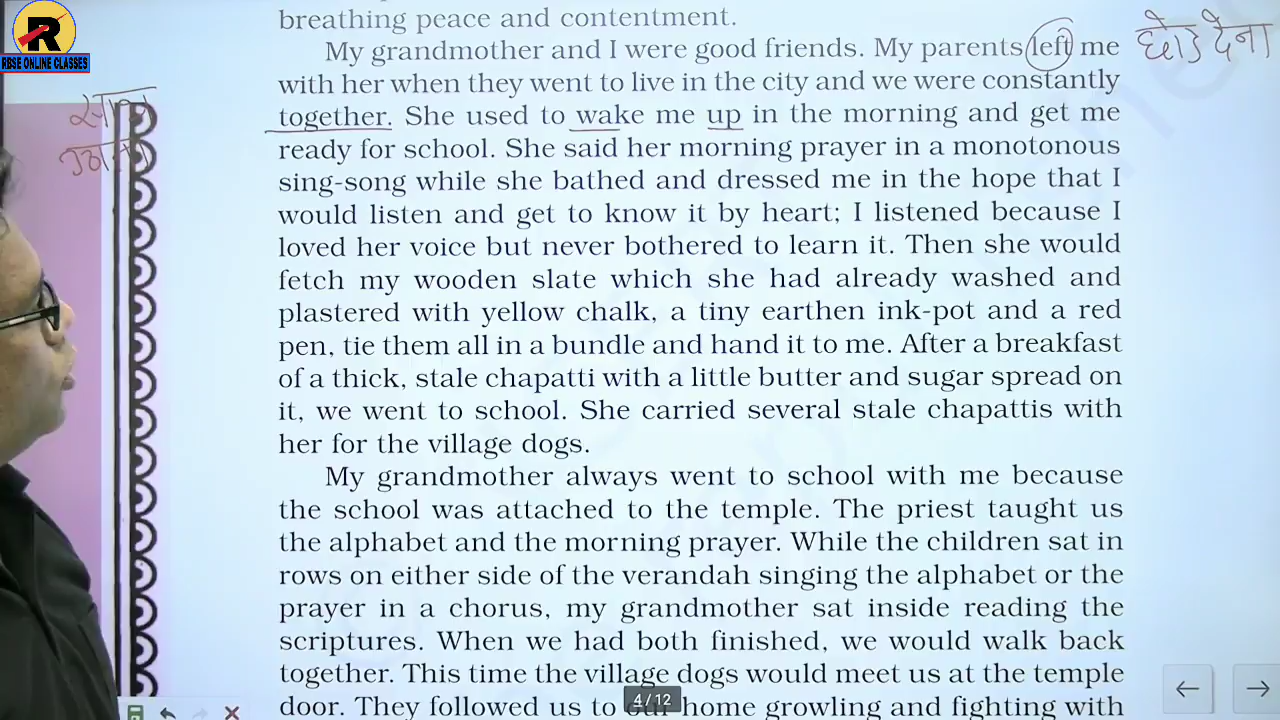 R
RBSE ONLINE CLASSES
breathing peace and contentment.
My grandmother and I were good friends. My parents left me
छोड़ देना
with her when they went to live in the city and we were constantly
together. She used to wake me up in the morning and get me
ready for school. She said her morning prayer in a monotonous
sing-song while she bathed and dressed me in the hope that I
would listen and get to know it by heart; I listened because I
loved her voice but never bothered to learn it. Then she would
fetch my wooden slate which she had already washed and
plastered with yellow chalk, a tiny earthen ink-pot and a red
pen, tie them all in a bundle and hand it to me. After a breakfast
of a thick, stale chapatti with a little butter and sugar spread on
it, we went to school. She carried several stale chapattis with
her for the village dogs.
My grandmother always went to school with me because
the school was attached to the temple. The priest taught us
the alphabet and the morning prayer. While the children sat in
rows on either side of the verandah singing the alphabet or the
prayer in a chorus, my grandmother sat inside reading the
scriptures. When we had both finished, we would walk back
together. This time the village dogs would meet us at the temple
door. They followed us to our home growling and fighting with
4/12